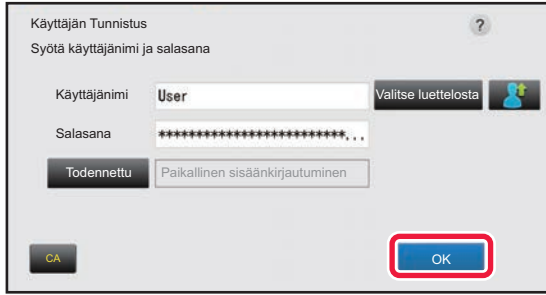 Käyttäjän Tunnistus ?
Syötä käyttäjänimi ja salasana
Käyttäjänimi User Valitse luettelosta
Salasana *************************...
Todennettu Paikallinen sisäänkirjautuminen
CA OK